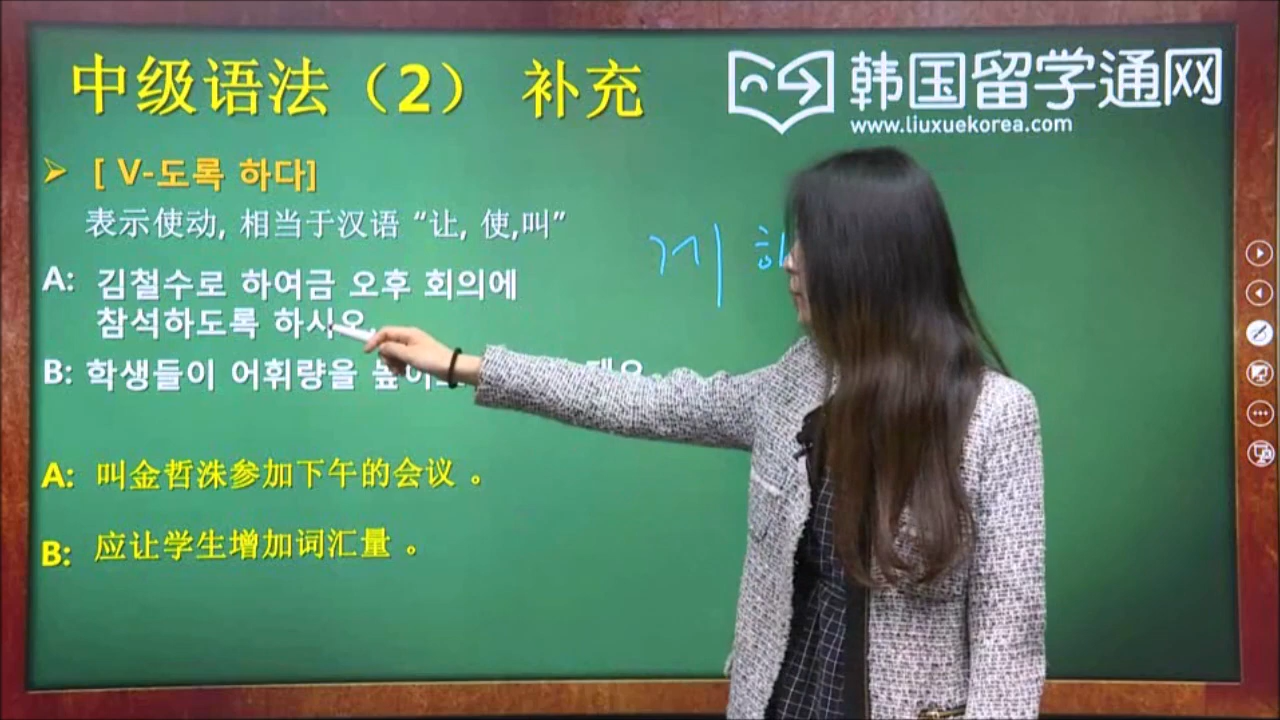 中级语法（2） 补充
韩国留学通网
www.liuxuekorea.com
[ V-도록 하다]
表示使动, 相当于汉语 “让, 使,叫”
게
A: 김철수로 하여금 오후 회의에
참석하도록 하시오.
B: 학생들이 어휘량을
A: 叫金哲洙参加下午的会议 。
B: 应让学生增加词汇量 。